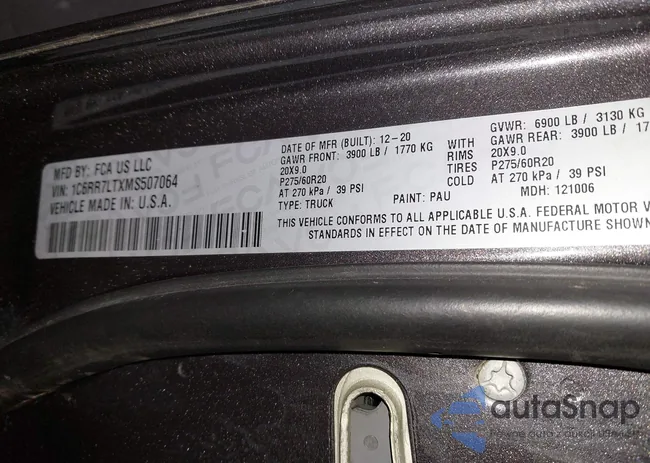 MFD BY: FCA US LLC
VIN: 1C6RR7LTXMS507064
VEHICLE MADE IN: U.S.A.
DATE OF MFR (BUILT): 12-20
GAWR FRONT: 3900 LB / 1770 KG WITH
20X9.0 RIMS
P275/60R20 TIRES
AT 270 kPa / 39 PSI COLD
TYPE: TRUCK PAINT: PAU
GVWR: 6900 LB / 3130 KG
GAWR REAR: 3900 LB / 17
20X9.0
P275/60R20
AT 270 kPa / 39 PSI
MDH: 121006
THIS VEHICLE CONFORMS TO ALL APPLICABLE U.S.A. FEDERAL MOTOR V
STANDARDS IN EFFECT ON THE DATE OF MANUFACTURE SHOWN
autaSnap